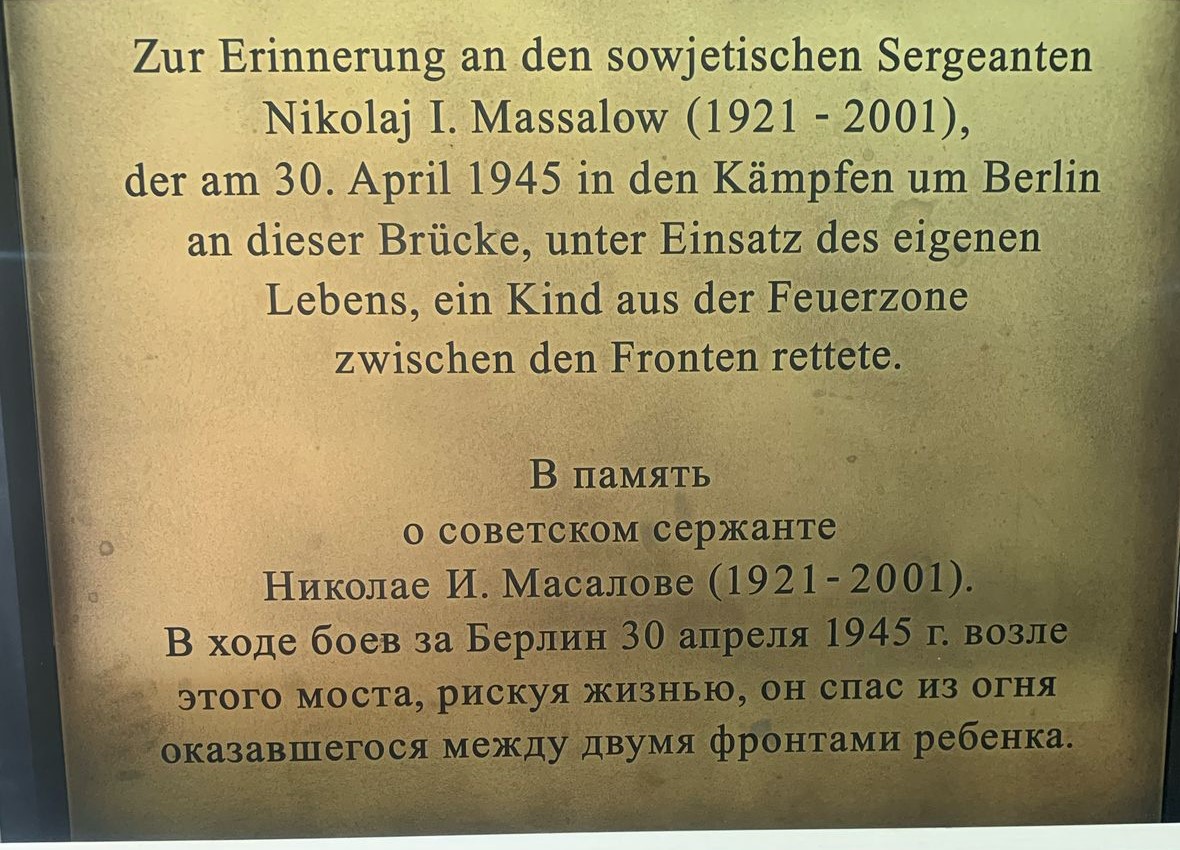 Zur Erinnerung an den sowjetischen Sergeanten
Nikolaj I. Massalow (1921 - 2001),
der am 30. April 1945 in den Kämpfen um Berlin
an dieser Brücke, unter Einsatz des eigenen
Lebens, ein Kind aus der Feuerzone
zwischen den Fronten rettete.
В память
о советском сержанте
Николае И. Масалове (1921-2001).
В ходе боев за Берлин 30 апреля 1945 г. возле
этого моста, рискуя жизнью, он спас из огня
оказавшегося между двумя фронтами ребенка.